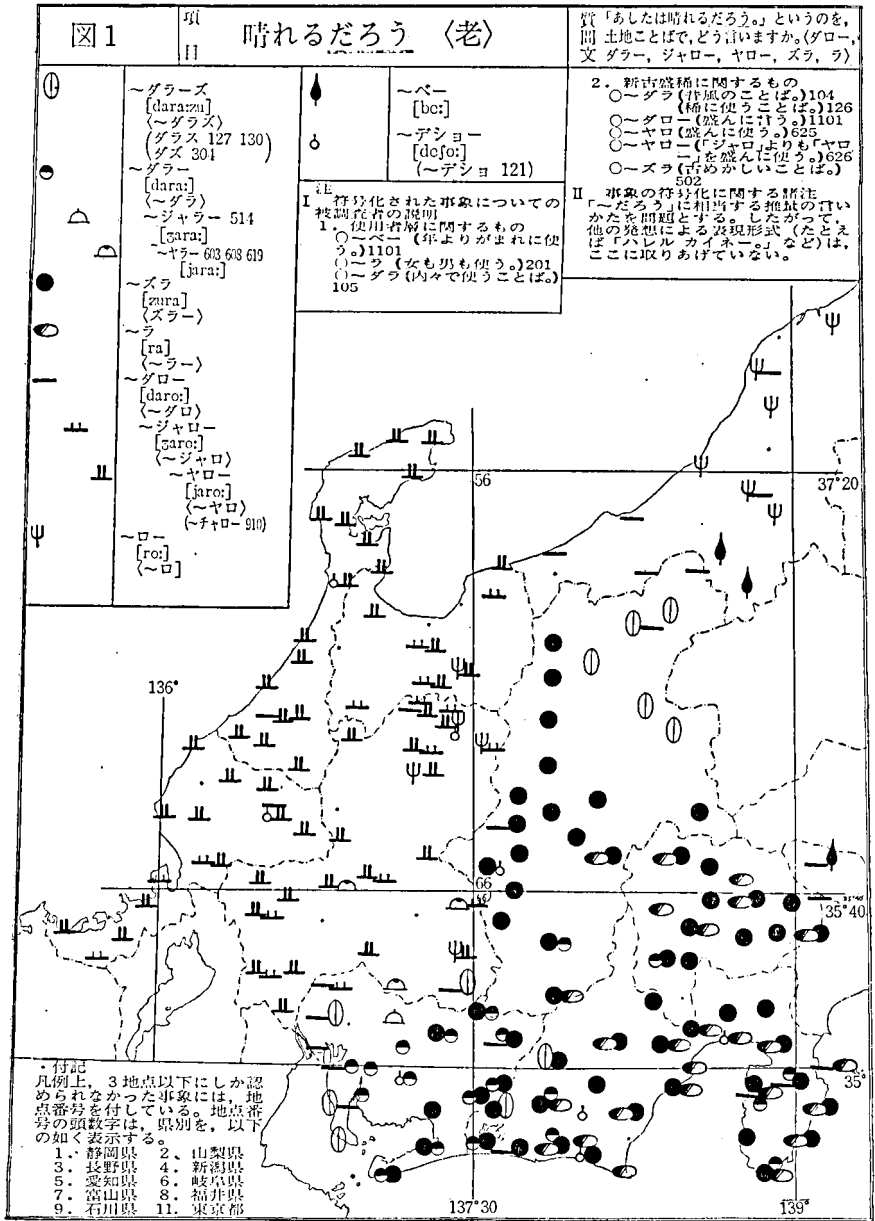 図1
項目
晴れるだろう 〈老〉
質問文
「あしたは晴れるだろう。」というのを,
土地ことばで, どう言いますか。〈ダロー,
ダラー, ジャロー, ヤロー, ズラ, ラ〉
～ダラーズ
[dara:zu]
〈～ダラズ〉
(ダラス 127 130)
(ダズ 304)
～ダラー
[dara:]
〈～ダラ〉
～ジャラー 514
[ʒara:]
～ヤラー 603 608 619
[jara:]
～ズラ
[zura]
〈ズラー〉
～ラ
[ra]
〈～ラー〉
～ダロー
[daro:]
〈～ダロ〉
～ジャロー
[ʒaro:]
〈～ジャロ〉
～ヤロー
[jaro:]
〈～ヤロ〉
(～チャロー 910)
～ロー
[ro:]
〈～ロ]
～ベー
[be:]
～デショー
[deʃo:]
(～デショ 121)
注
I 符号化された事象についての
被調査者の説明
1. 使用者層に関するもの
○～ベー (年よりがまれに使
う。)1101
○～ラ (女も男も使う。)201
○～ダラ (内々で使うことば。)
105
2. 新古盛稀に関するもの
○～ダラ (昔風のことば。)104
(稀に使うことば。)126
○～ダロー (盛んに言う。)1101
○～ヤロ (盛んに使う。)625
○～ヤロー (「ジャロ」よりも「ヤロ
ー」を盛んに使う。)626
○～ズラ (古めかしいことば。)
502
II 事象の符号化に関する諸注
「～だろう」に相当する推量の言い
かたを問題とする。したがって,
他の発想による表現形式 (たとえ
ば「ハレル カイネー。」など) は,
ここに取りあげていない。
56
37°20
136°
66
35°40
35°
137°30
139°
・付記
凡例上, 3地点以下にしか認
められなかった事象には, 地
点番号を付している。地点番
号の頭数字は, 県別を, 以下
の如く表示する。
1. 静岡県 2. 山梨県
3. 長野県 4. 新潟県
5. 愛知県 6. 岐阜県
7. 富山県 8. 福井県
9. 石川県 11. 東京都